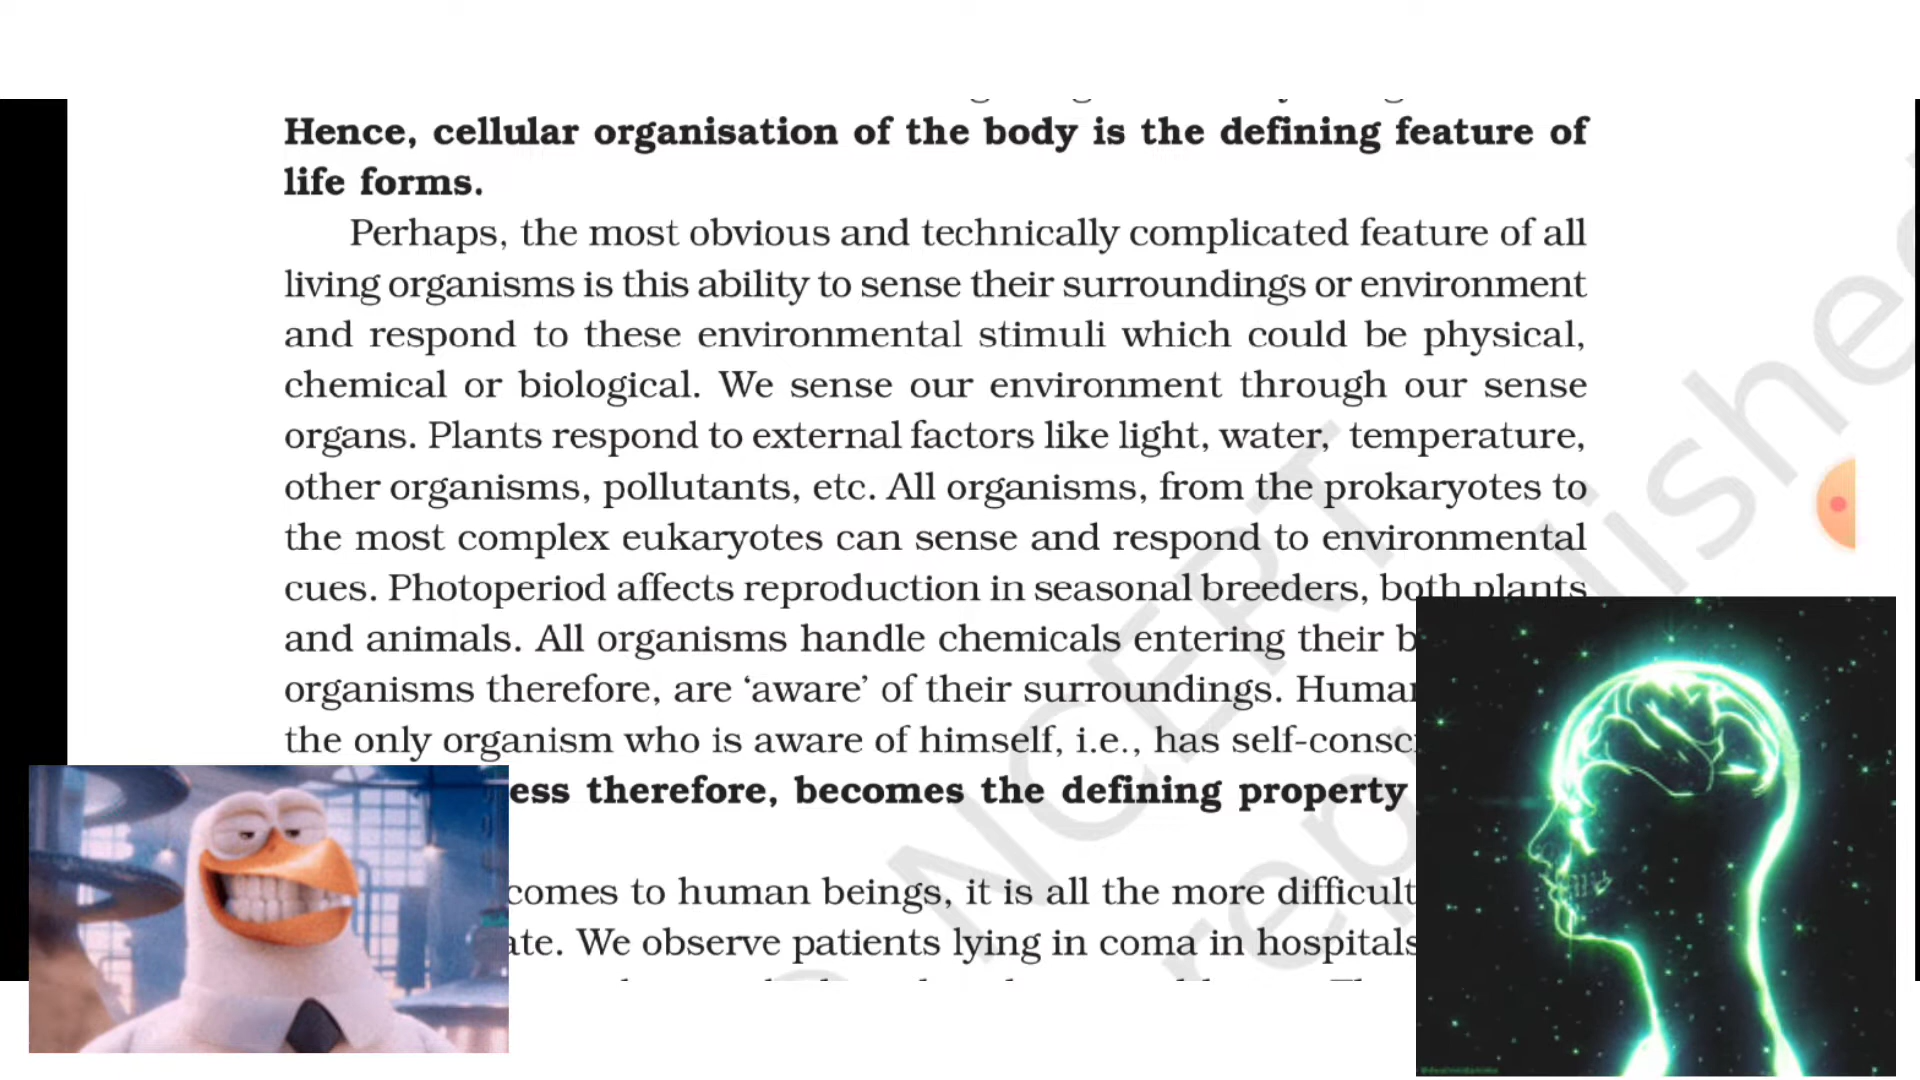 Hence, cellular organisation of the body is the defining feature of
life forms.
Perhaps, the most obvious and technically complicated feature of all
living organisms is this ability to sense their surroundings or environment
and respond to these environmental stimuli which could be physical,
chemical or biological. We sense our environment through our sense
organs. Plants respond to external factors like light, water, temperature,
other organisms, pollutants, etc. All organisms, from the prokaryotes to
the most complex eukaryotes can sense and respond to environmental
cues. Photoperiod affects reproduction in seasonal breeders, both plants
and animals. All organisms handle chemicals entering their b
organisms therefore, are ‘aware’ of their surroundings. Human
the only organism who is aware of himself, i.e., has self-consc
ess therefore, becomes the defining property
comes to human beings, it is all the more difficult
ate. We observe patients lying in coma in hospitals
NCERT